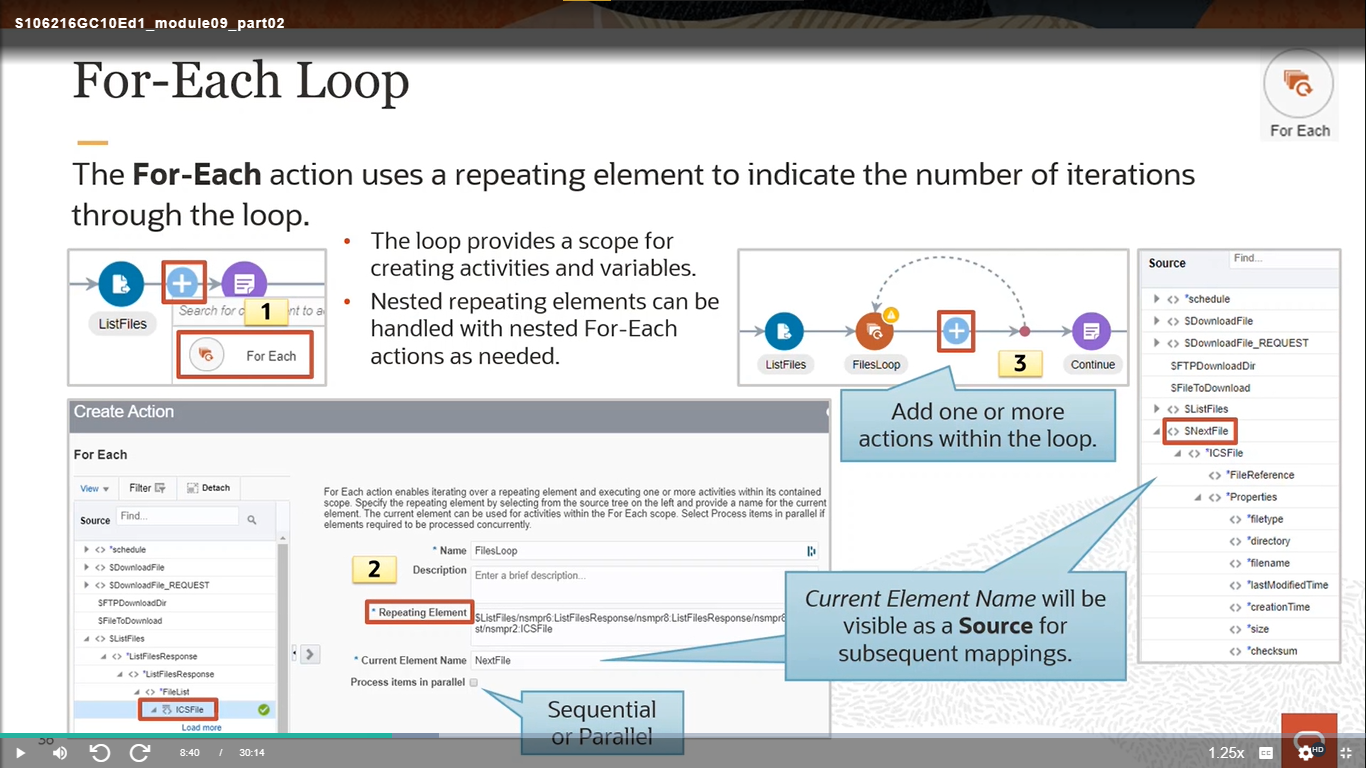 S106216GC10Ed1_module09_part02
For-Each Loop
For Each
The For-Each action uses a repeating element to indicate the number of iterations
through the loop.
ListFiles
Search for
1
For Each
• The loop provides a scope for
creating activities and variables.
• Nested repeating elements can be
handled with nested For-Each
actions as needed.
ListFiles
FilesLoop
3
Continue
Add one or more
actions within the loop.
Source
Find...
*schedule
$DownloadFile
$DownloadFile_REQUEST
$FTPDownloadDir
$FileToDownload
$ListFiles
$NextFile
*ICSFile
*FileReference
*Properties
*filetype
*directory
*filename
*lastModifiedTime
*creationTime
*size
*checksum
Create Action
For Each
View
Filter
Detach
Source
Find...
*schedule
$DownloadFile
$DownloadFile_REQUEST
$FTPDownloadDir
$FileToDownload
$ListFiles
*ListFilesResponse
*ListFilesResponse
*FileList
ICSFile
Load more
For Each action enables iterating over a repeating element and executing one or more activities within its contained
scope. Specify the repeating element by selecting from the source tree on the left and provide a name for the current
element. The current element can be used for activities within the For Each scope. Select Process items in parallel if
elements required to be processed concurrently.
* Name FilesLoop
2
Description Enter a brief description...
* Repeating Element
$ListFiles/nsmpr6:ListFilesResponse/nsmpr8:ListFilesResponse/nsmpr8
st/nsmpr2:ICSFile
* Current Element Name NextFile
Process items in parallel
Current Element Name will be
visible as a Source for
subsequent mappings.
Sequential
or Parallel
8:40 / 30:14
1.25x
HD